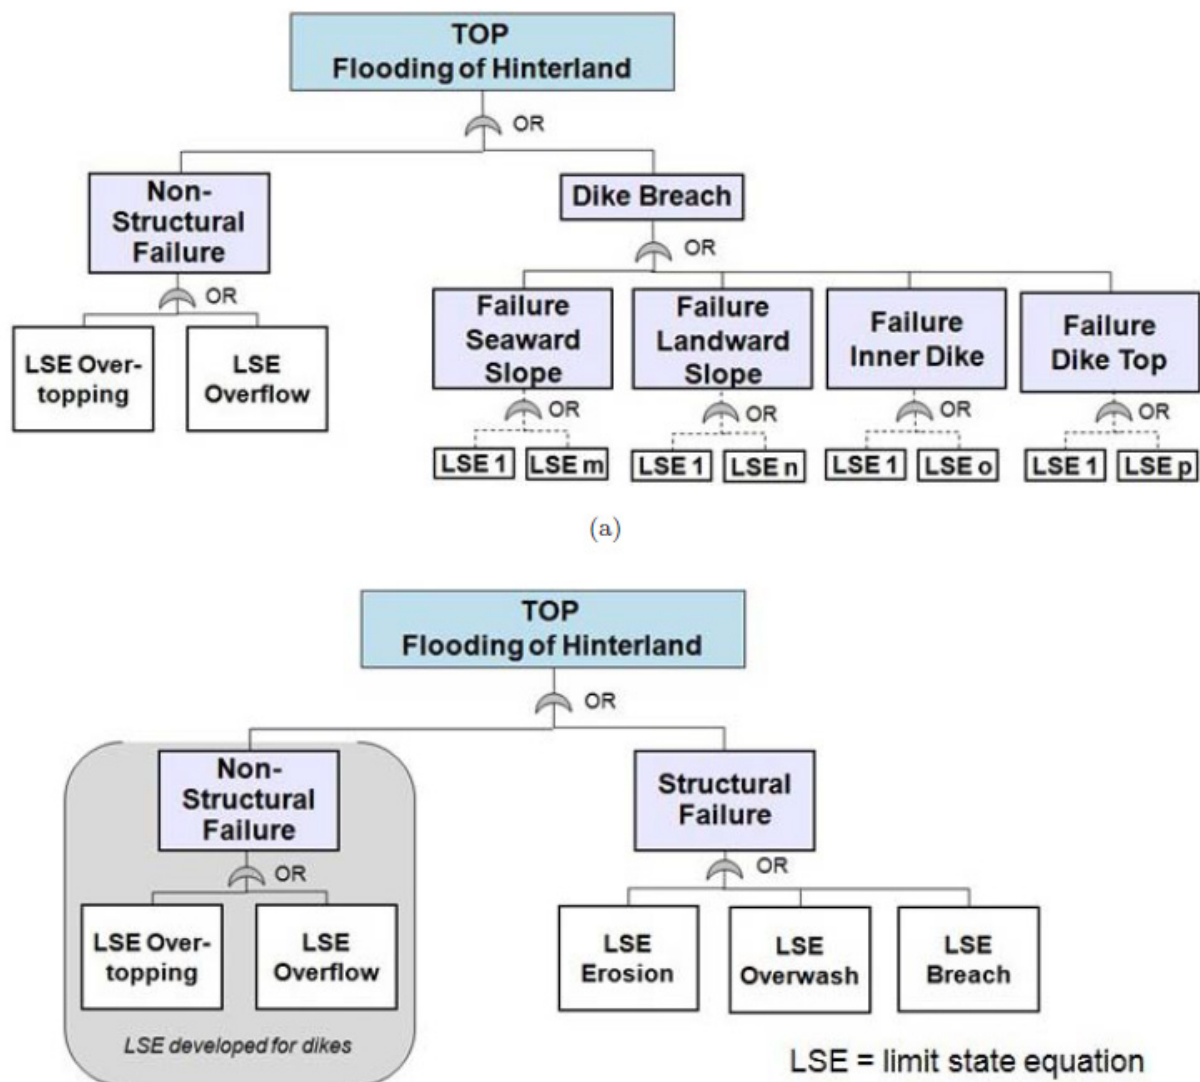 TOP
Flooding of Hinterland
OR
Non-
Structural
Failure
Dike Breach
OR
OR
LSE Over-
topping
LSE
Overflow
Failure
Seaward
Slope
Failure
Landward
Slope
Failure
Inner Dike
Failure
Dike Top
OR
OR
OR
OR
LSE 1
LSE m
LSE 1
LSE n
LSE 1
LSE o
LSE 1
LSE p
(a)
TOP
Flooding of Hinterland
OR
Non-
Structural
Failure
Structural
Failure
OR
OR
LSE Over-
topping
LSE
Overflow
LSE
Erosion
LSE
Overwash
LSE
Breach
LSE developed for dikes
LSE = limit state equation